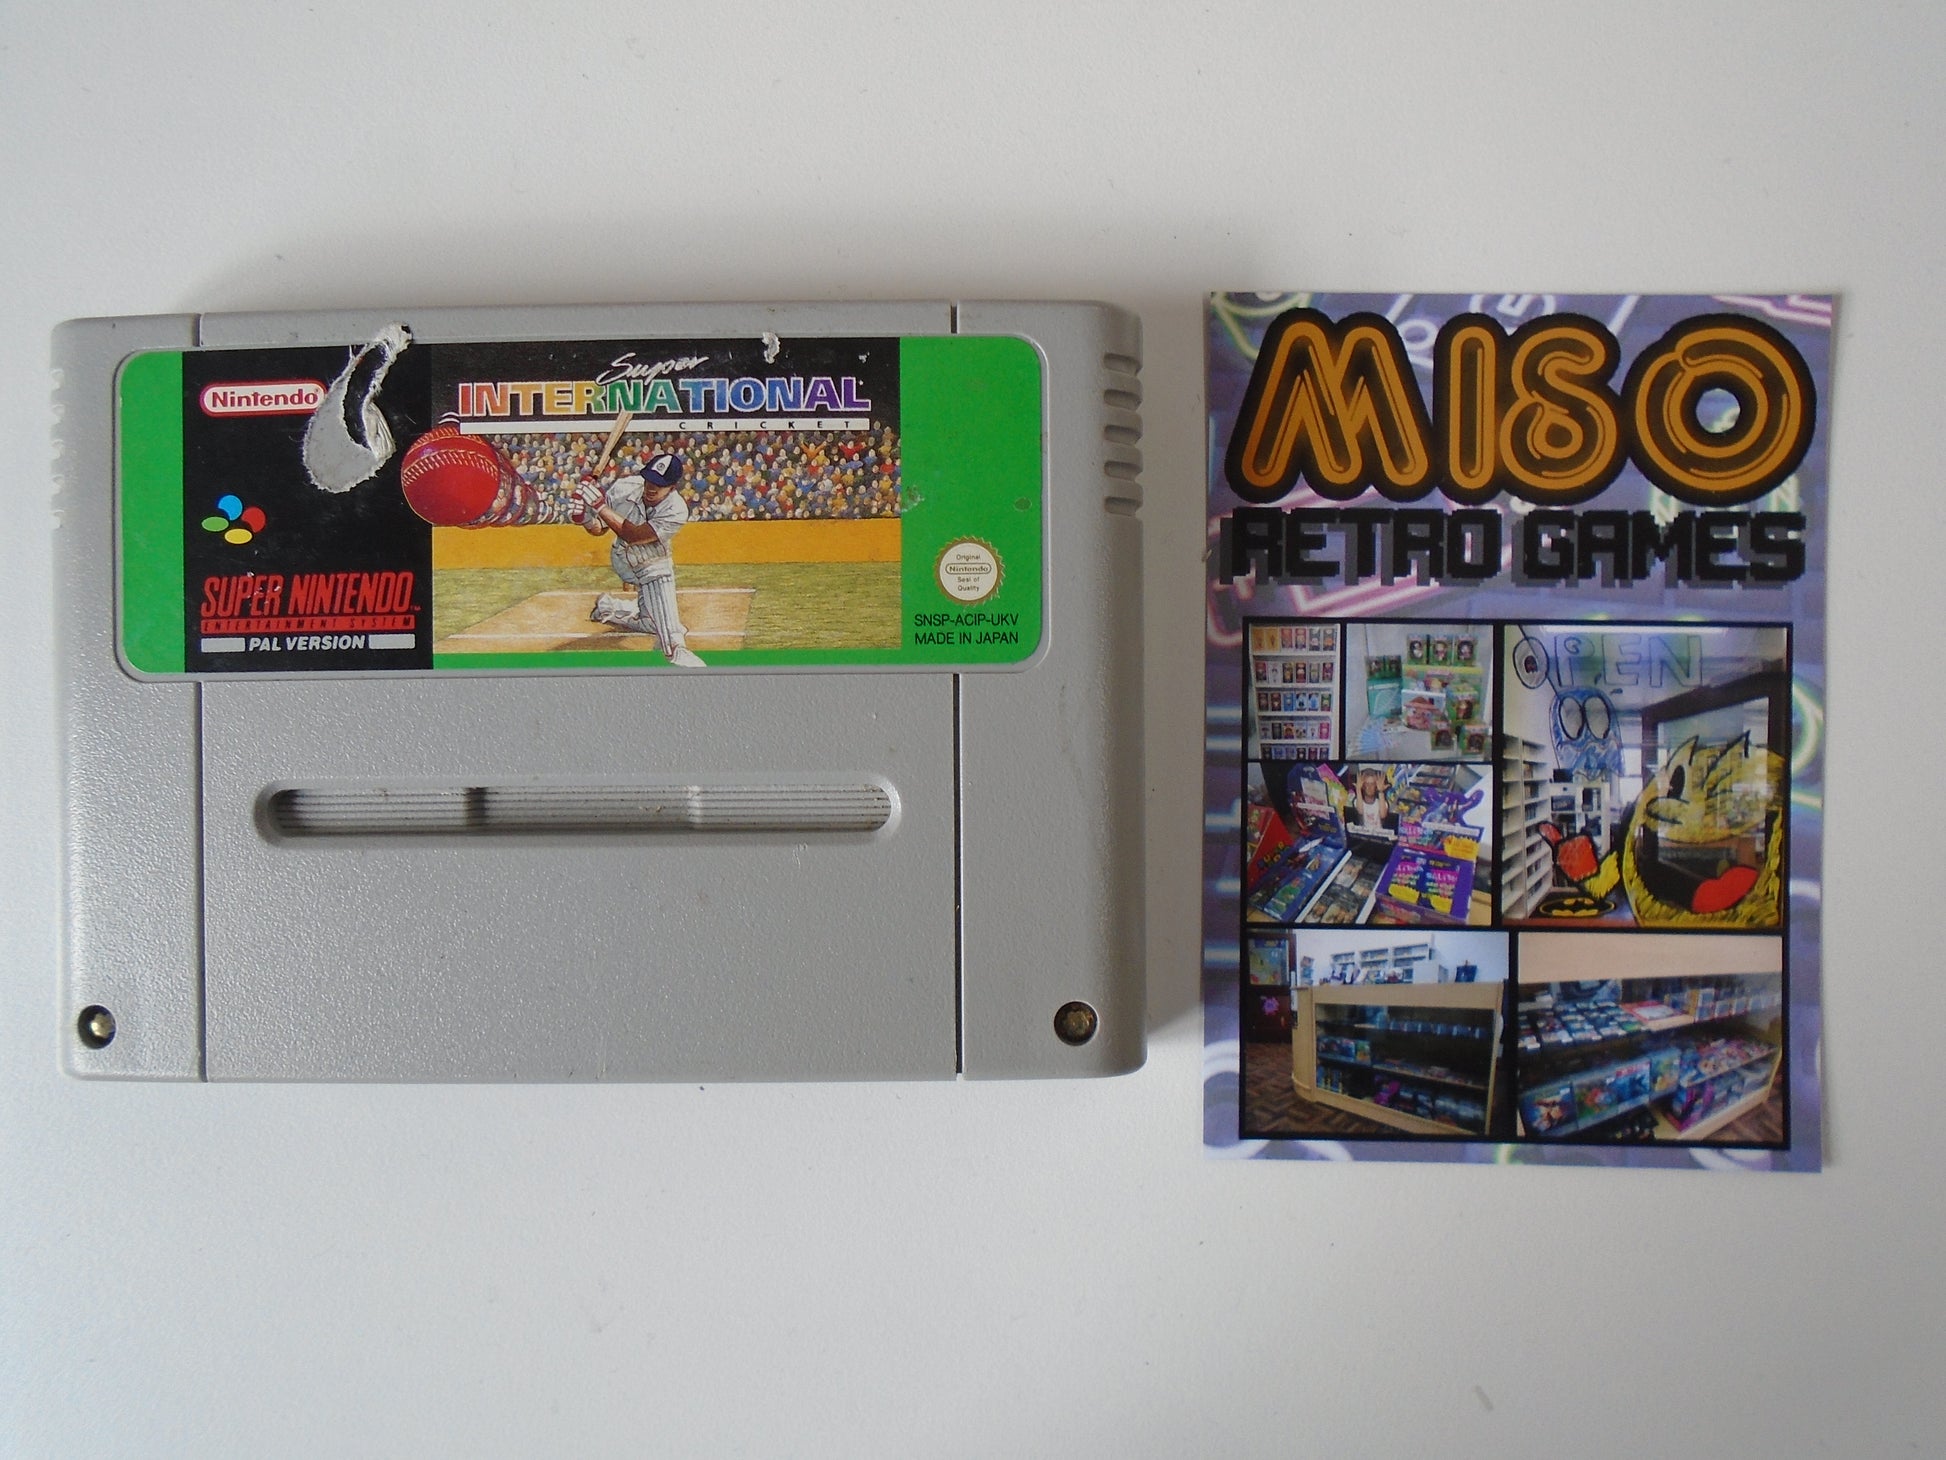 Nintendo
SUPER NINTENDO
ENTERTAINMENT SYSTEM
PAL VERSION
Super
INTERNATIONAL
CRICKET
Original
Nintendo
Seal of
Quality
SNSP-ACIP-UKV
MADE IN JAPAN
MISO
RETRO GAMES
OPEN